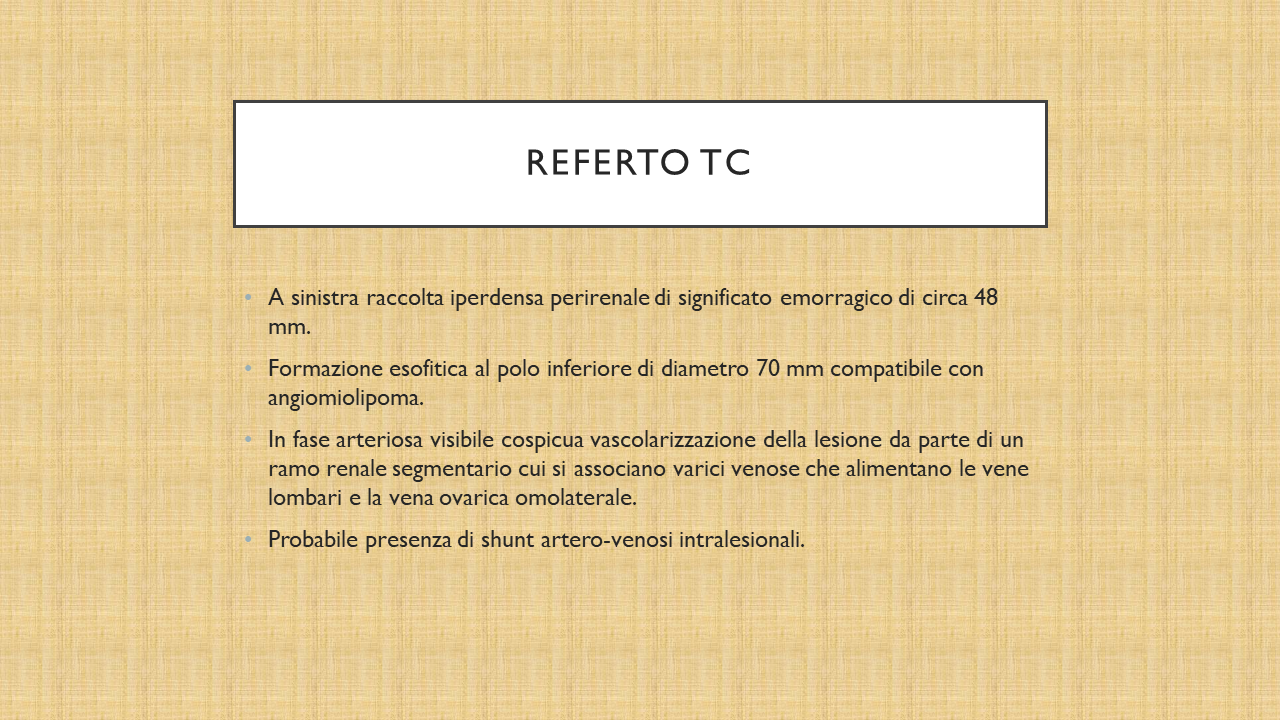 REFERTO TC
• A sinistra raccolta iperdensa perirenale di significato emorragico di circa 48
mm.
• Formazione esofitica al polo inferiore di diametro 70 mm compatibile con
angiomiolipoma.
• In fase arteriosa visibile cospicua vascolarizzazione della lesione da parte di un
ramo renale segmentario cui si associano varici venose che alimentano le vene
lombari e la vena ovarica omolaterale.
• Probabile presenza di shunt artero-venosi intralesionali.